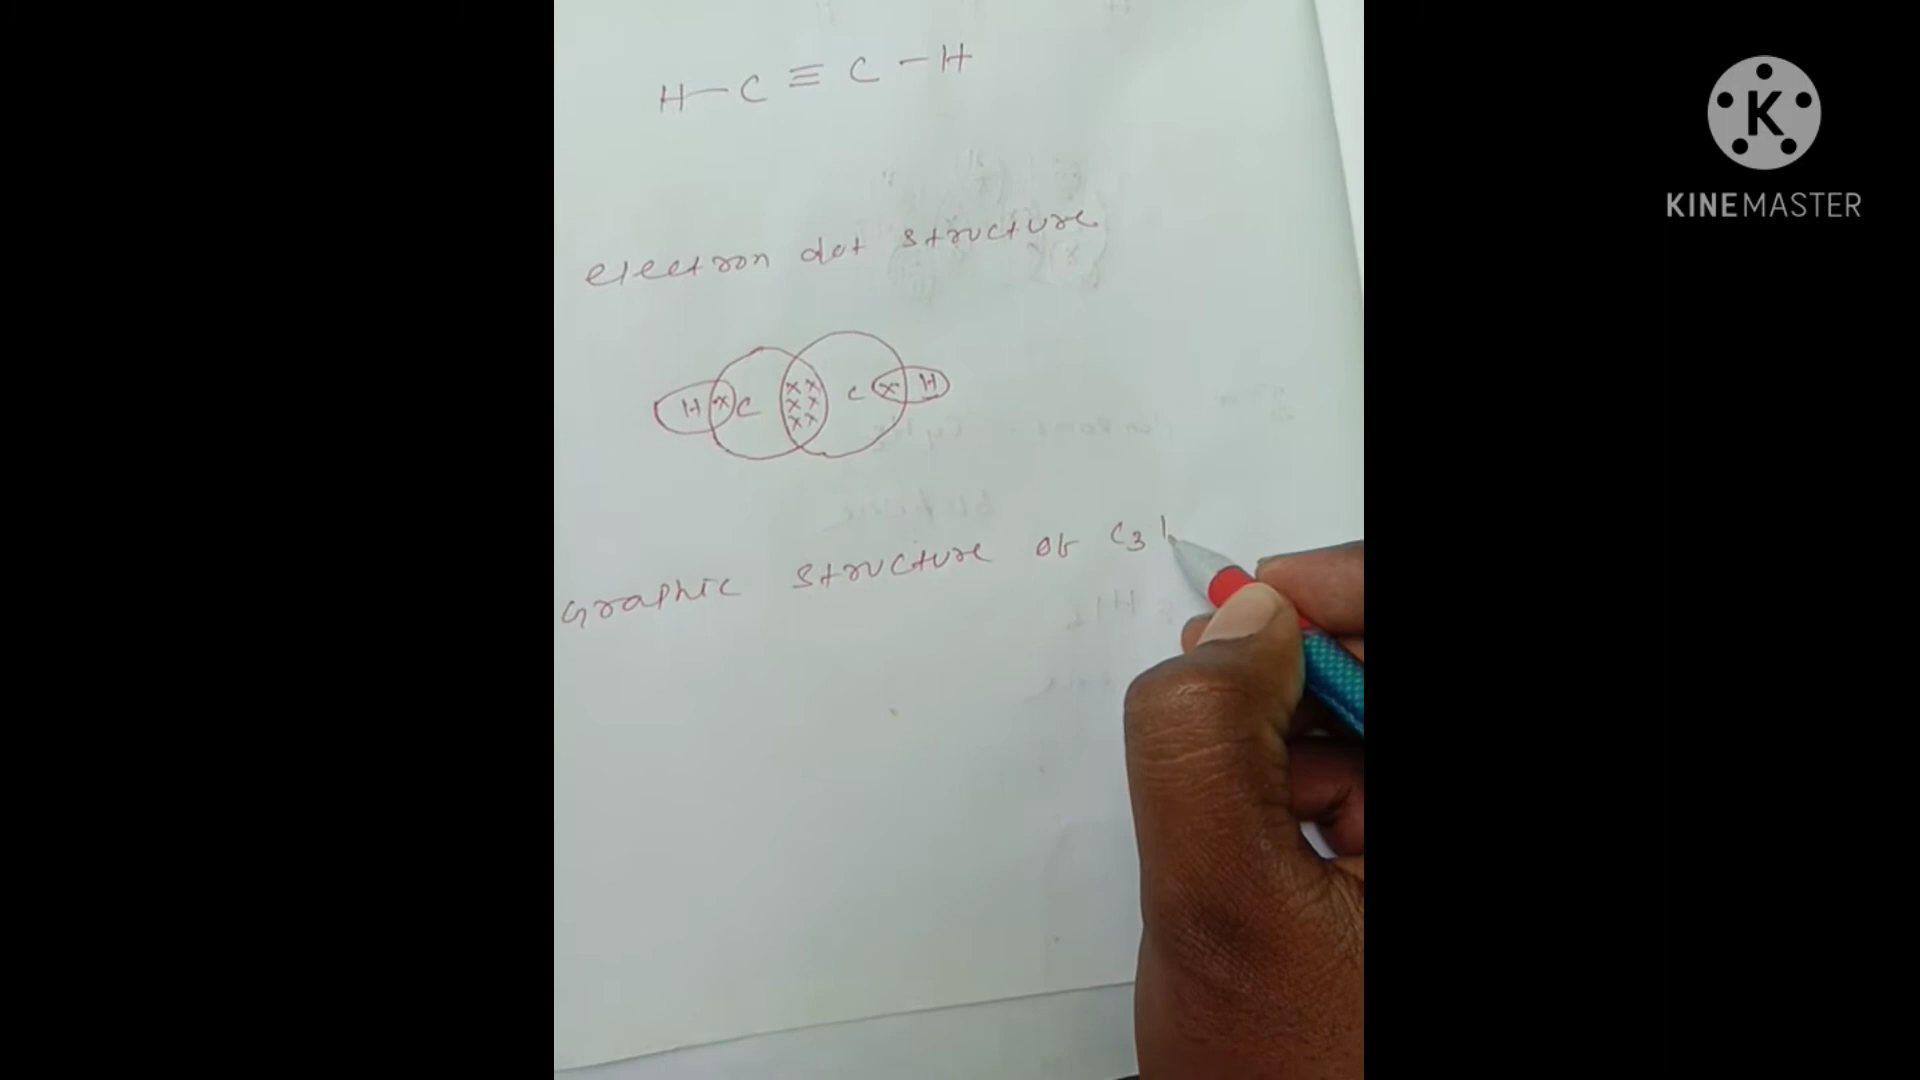 H-C≡C-H
electron dot structure
H x C x x x x x x C x H
Graphic structure of C3
KINEMASTER